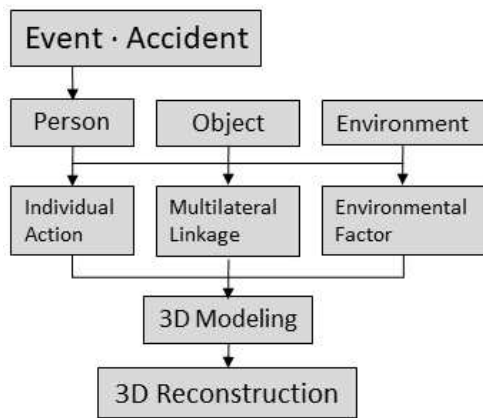 Event · Accident
Person
Object
Environment
Individual
Action
Multilateral
Linkage
Environmental
Factor
3D Modeling
3D Reconstruction